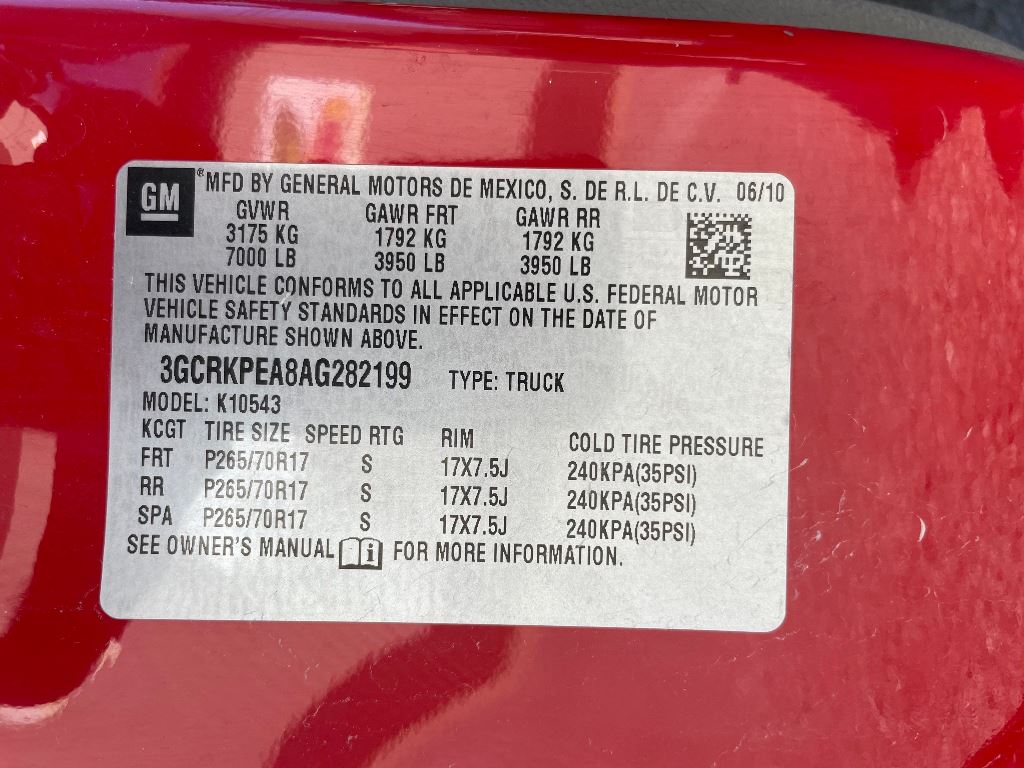 GM ®MFD BY GENERAL MOTORS DE MEXICO, S. DE R.L. DE C.V. 06/10
GVWR GAWR FRT GAWR RR
3175 KG 1792 KG 1792 KG
7000 LB 3950 LB 3950 LB
THIS VEHICLE CONFORMS TO ALL APPLICABLE U.S. FEDERAL MOTOR
VEHICLE SAFETY STANDARDS IN EFFECT ON THE DATE OF
MANUFACTURE SHOWN ABOVE.
3GCRKPEA8AG282199 TYPE: TRUCK
MODEL: K10543
KCGT TIRE SIZE SPEED RTG RIM COLD TIRE PRESSURE
FRT P265/70R17 S 17X7.5J 240KPA(35PSI)
RR P265/70R17 S 17X7.5J 240KPA(35PSI)
SPA P265/70R17 S 17X7.5J 240KPA(35PSI)
SEE OWNER'S MANUAL i FOR MORE INFORMATION.